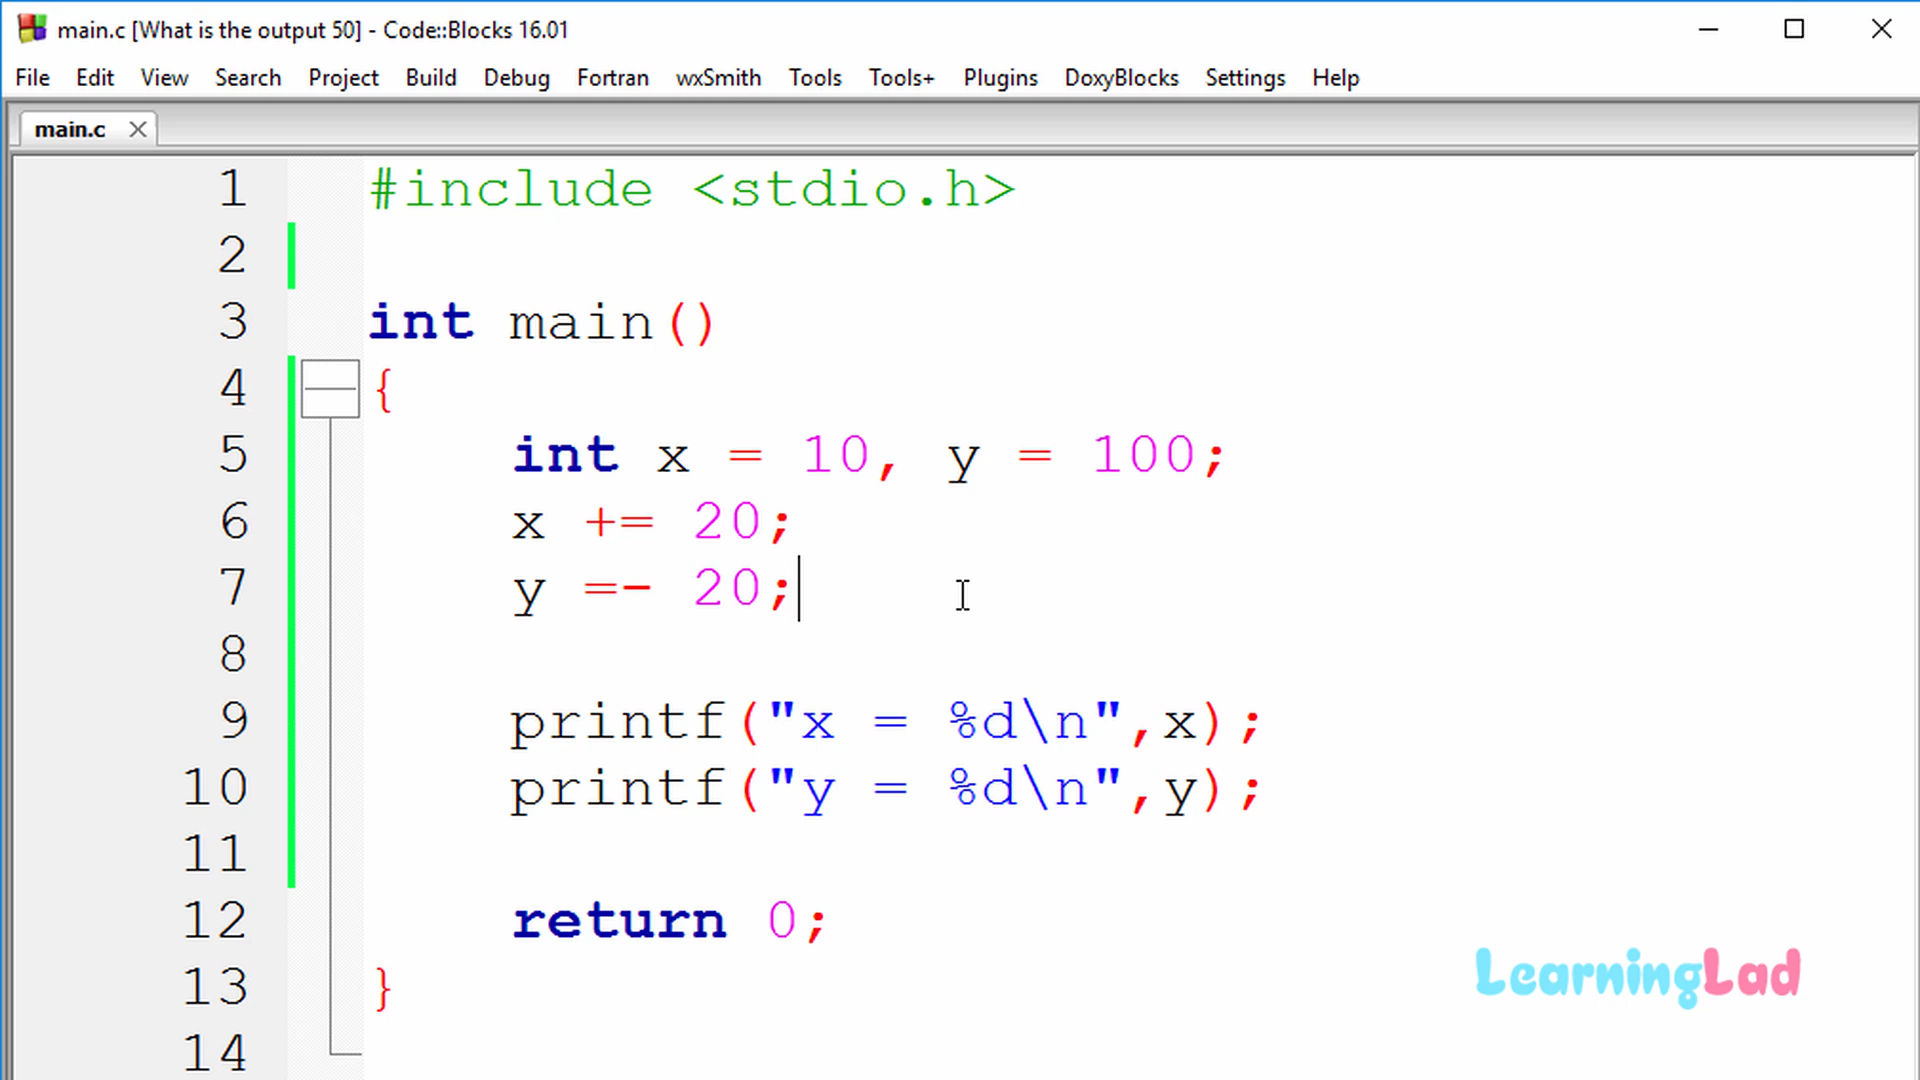 main.c [What is the output 50] - Code::Blocks 16.01
File Edit View Search Project Build Debug Fortran wxSmith Tools Tools+ Plugins DoxyBlocks Settings Help
main.c
1 #include <stdio.h>
2
3 int main()
4 {
5 int x = 10, y = 100;
6 x += 20;
7 y =- 20;
8
9 printf("x = %d\n",x);
10 printf("y = %d\n",y);
11
12 return 0;
13 }
14
LearningLad